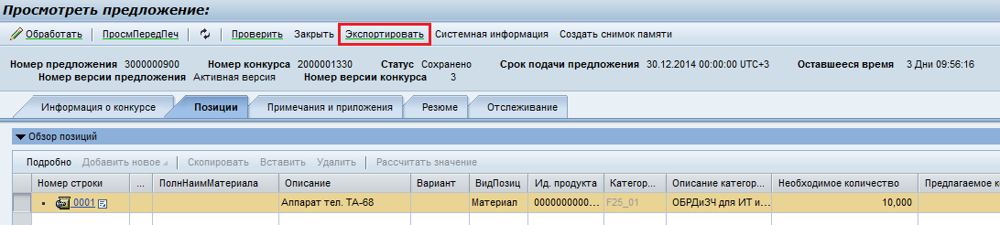 Просмотреть предложение:
Обработать ПросмПередПеч Проверить Закрыть Экспортировать Системная информация Создать снимок памяти
Номер предложения 3000000900 Номер конкурса 2000001330 Статус Сохранено Срок подачи предложения 30.12.2014 00:00:00 UTC+3 Оставшееся время 3 Дни 09:56:16
Номер версии предложения Активная версия Номер версии конкурса 3
Информация о конкурсе Позиции Примечания и приложения Резюме Отслеживание
Обзор позиций
Подробно Добавить новое Скопировать Вставить Удалить Рассчитать значение
Номер строки ... ПолнНаимМатериала Описание Вариант ВидПозиц Ид. продукта Категор... Описание категор... Необходимое количество Предлагаемое к
0001 Аппарат тел. ТА-68 Материал 0000000000... F25_01 ОБРДиЗЧ для ИТ и... 10,000